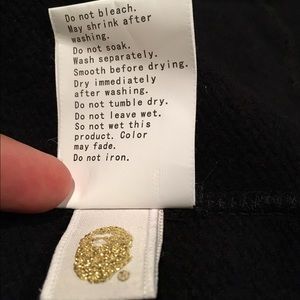 Do not bleach.
May shrink after
washing.
Do not soak.
Wash separately.
Smooth before drying.
Dry immediately
after washing.
Do not tumble dry.
Do not leave wet.
So not wet this
product. Color
may fade.
Do not iron.